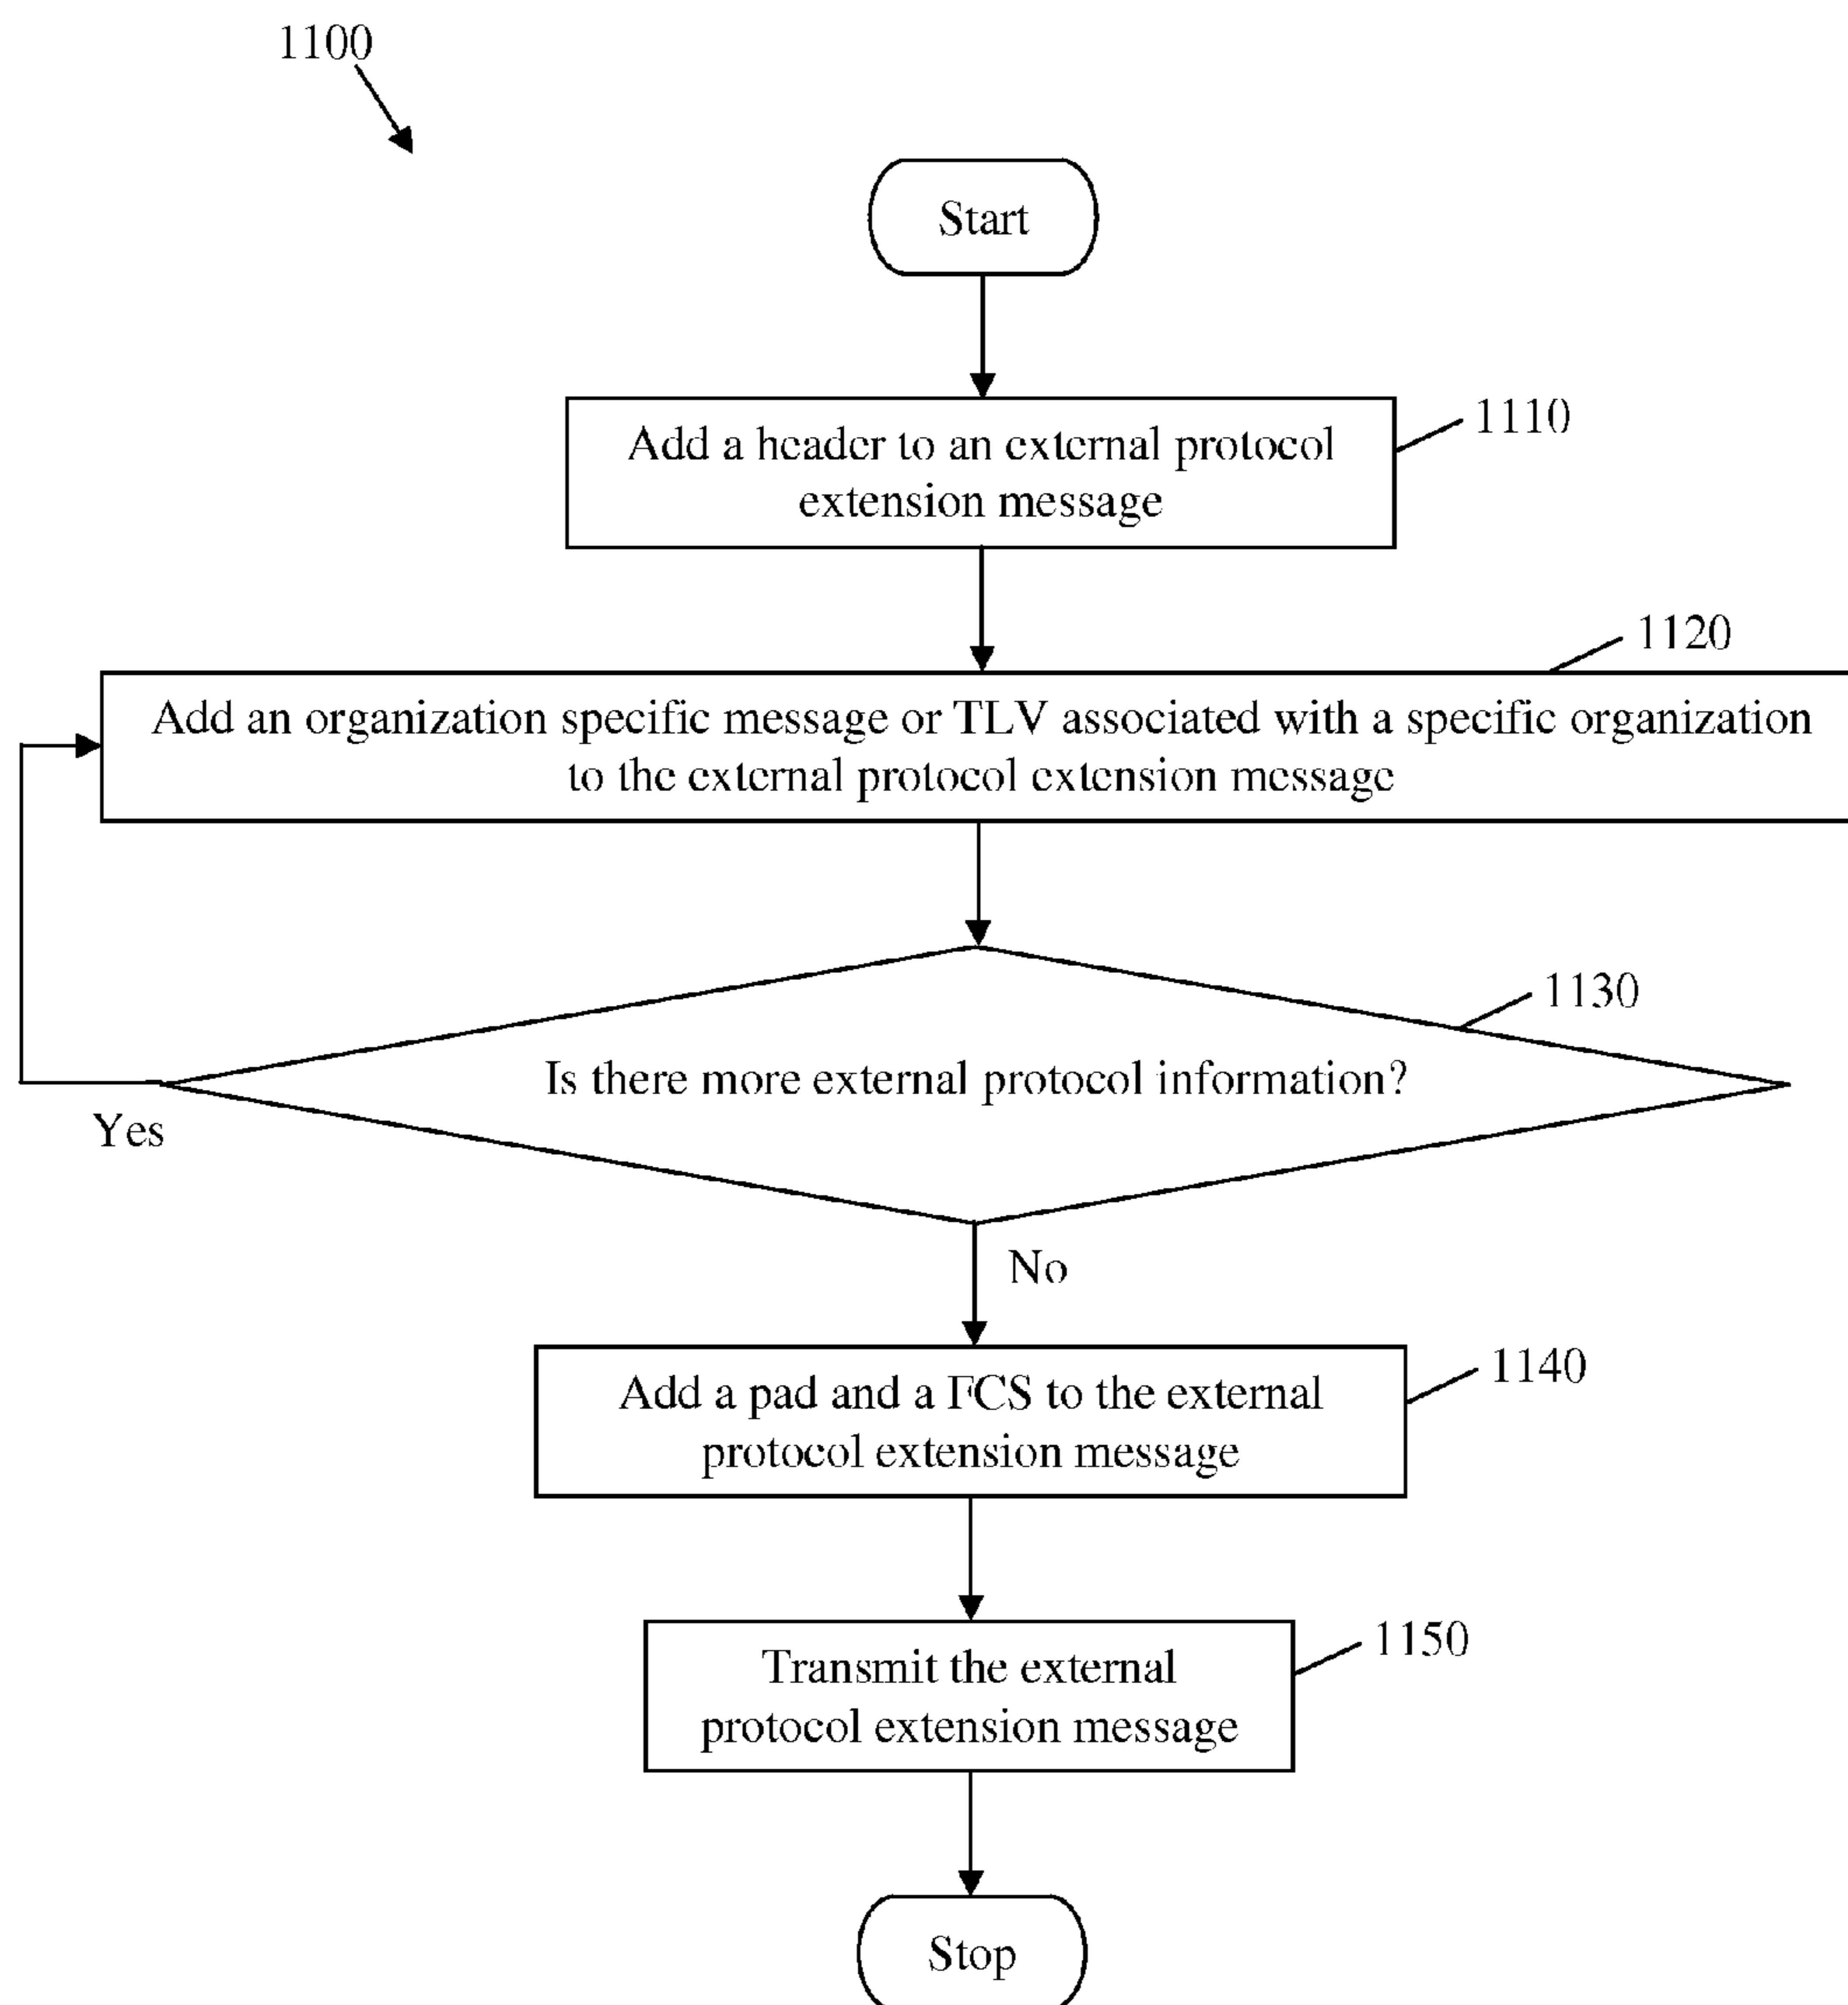 1100
Start
Add a header to an external protocol
extension message
1110
1120
Add an organization specific message or TLV associated with a specific organization
to the external protocol extension message
1130
Is there more external protocol information?
Yes
No
Add a pad and a FCS to the external
protocol extension message
1140
Transmit the external
protocol extension message
1150
Stop